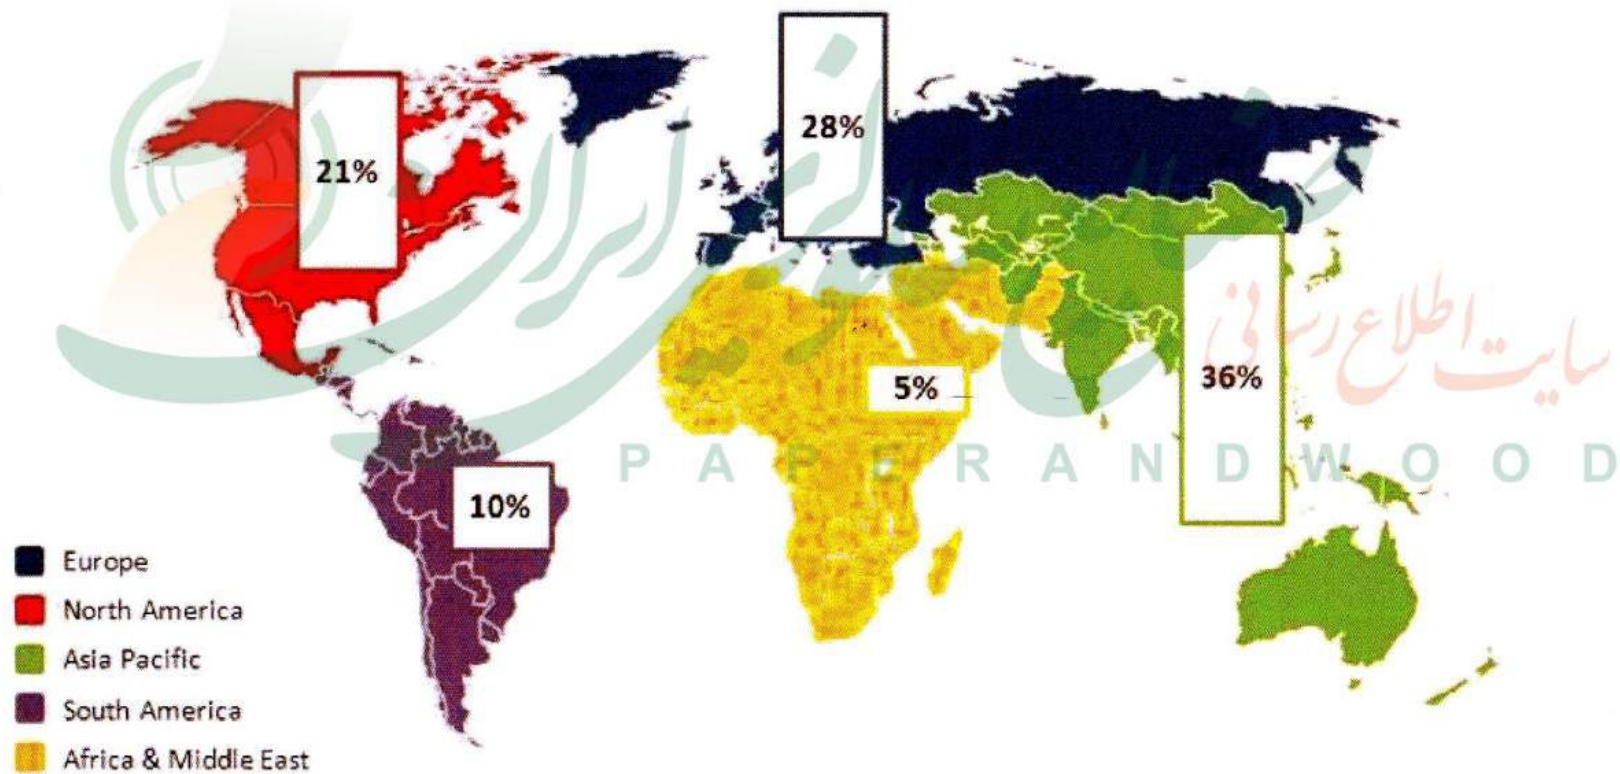 28%
21%
36%
5%
10%
سایت اطلاع رسانی
PAPERANDWOOD
Europe
North America
Asia Pacific
South America
Africa & Middle East